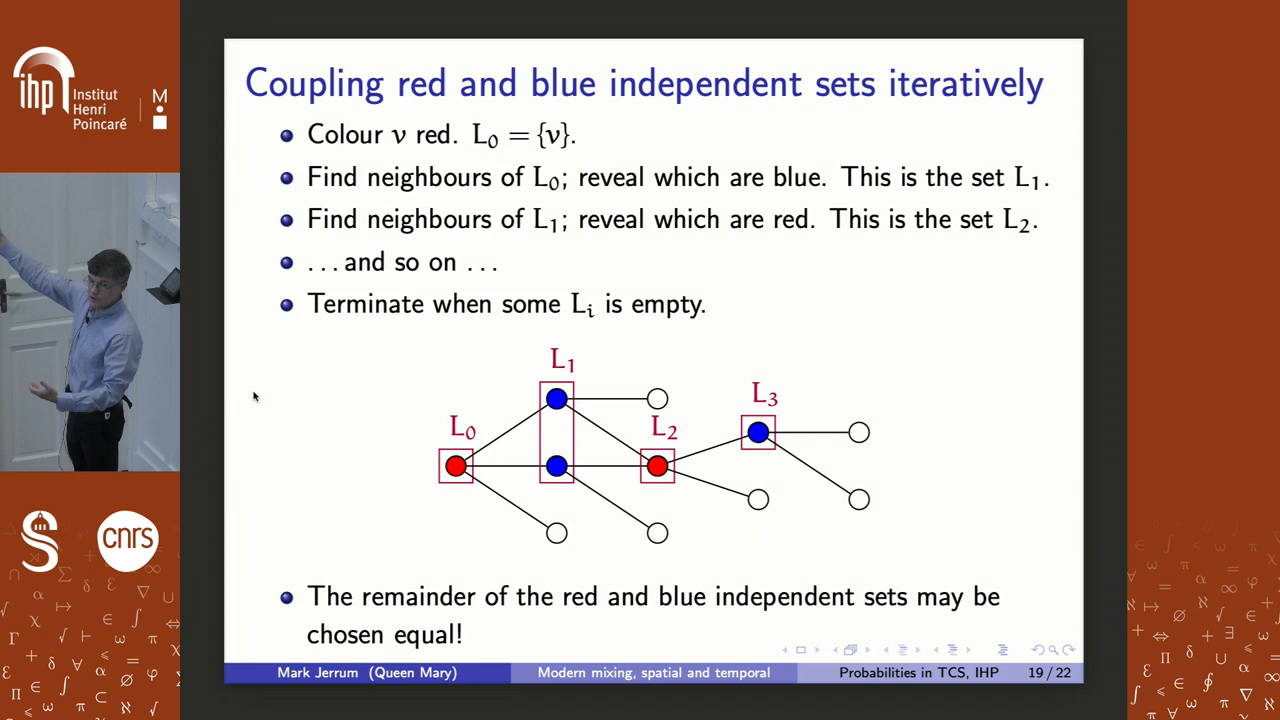 ihp
Institut
Henri
Poincaré
M
Coupling red and blue independent sets iteratively
Colour v red. L₀ = {v}.
Find neighbours of L₀; reveal which are blue. This is the set L₁.
Find neighbours of L₁; reveal which are red. This is the set L₂.
. . . and so on . . .
Terminate when some Lᵢ is empty.
L₁
L₃
L₀
L₂
The remainder of the red and blue independent sets may be
chosen equal!
S
cnrs
Mark Jerrum (Queen Mary)
Modern mixing, spatial and temporal
Probabilities in TCS, IHP
19 / 22